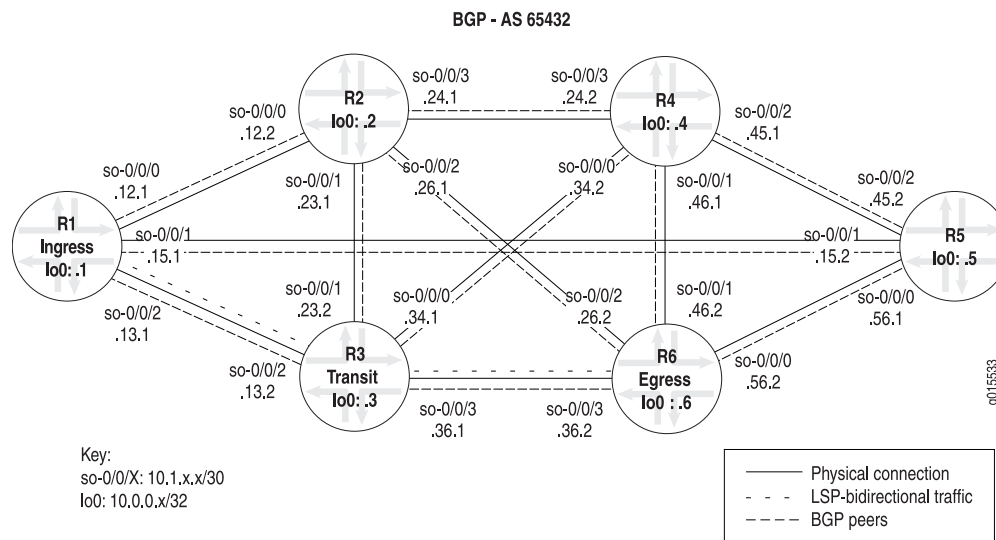 BGP - AS 65432
R2
lo0: .2
so-0/0/3
.24.1
so-0/0/3
.24.2
R4
lo0: .4
so-0/0/0
.12.2
so-0/0/2
.45.1
so-0/0/0
.12.1
so-0/0/1
.23.1
so-0/0/2
.26.1
so-0/0/0
.34.2
so-0/0/1
.46.1
so-0/0/2
.45.2
R1
Ingress
lo0: .1
so-0/0/1
.15.1
so-0/0/1
.15.2
R5
lo0: .5
so-0/0/2
.13.1
so-0/0/1
.23.2
so-0/0/0
.34.1
so-0/0/2
.26.2
so-0/0/1
.46.2
so-0/0/0
.56.1
so-0/0/2
.13.2
R3
Transit
lo0: .3
R6
Egress
lo0 : .6
so-0/0/0
.56.2
so-0/0/3
.36.1
so-0/0/3
.36.2
g015533
Key:
so-0/0/X: 10.1.x.x/30
lo0: 10.0.0.x/32
Physical connection
LSP-bidirectional traffic
BGP peers